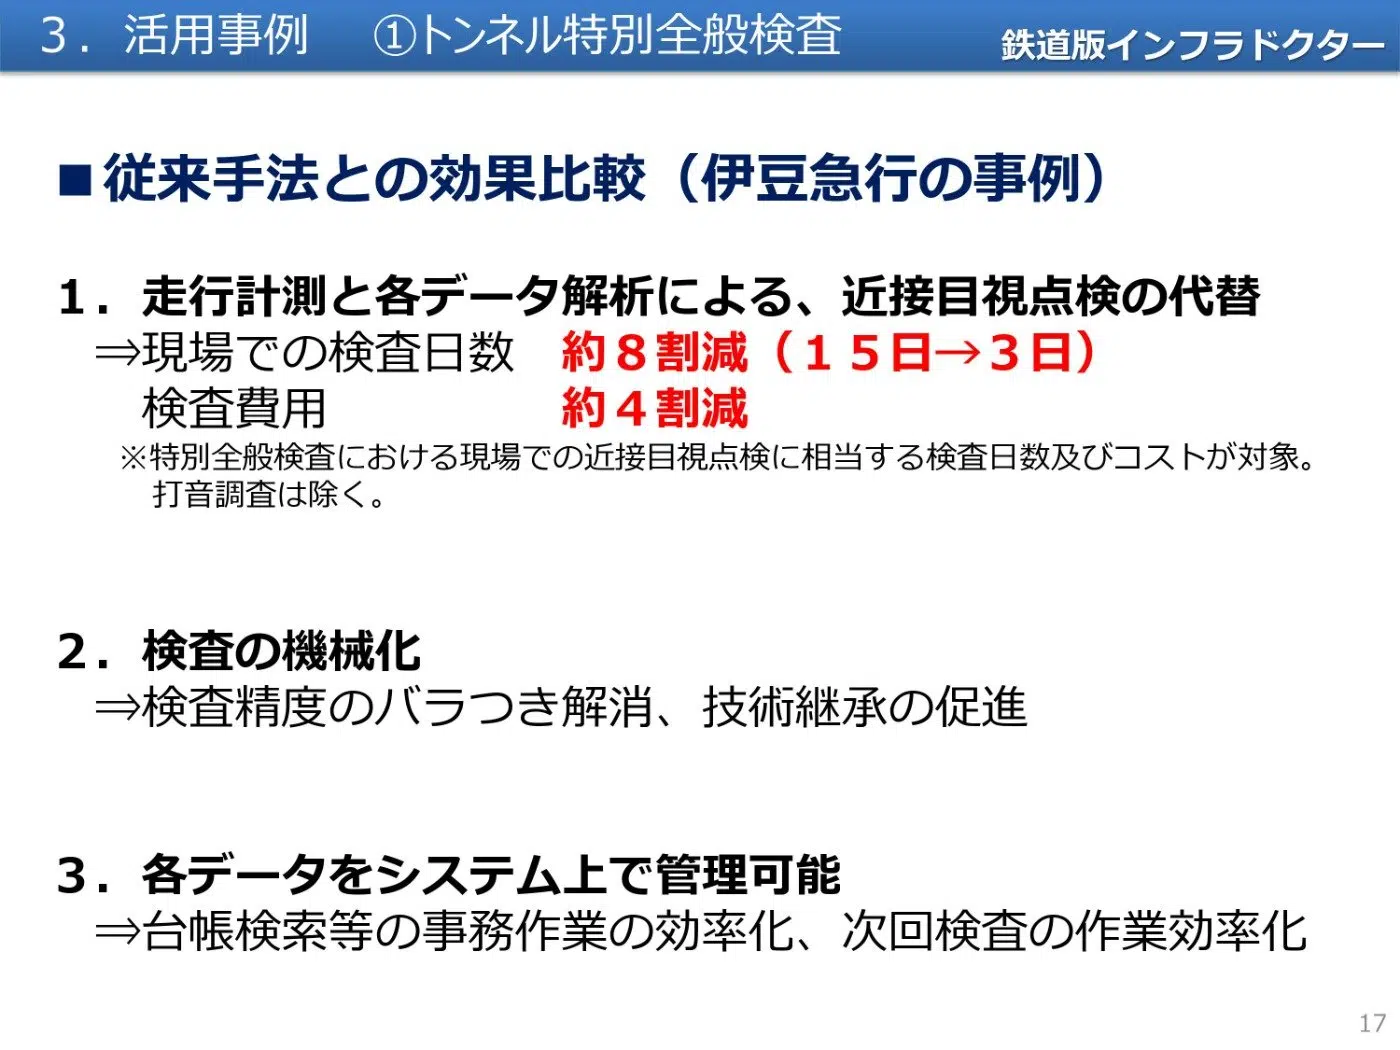 ３．活用事例　①トンネル特別全般検査
鉄道版インフラドクター
■従来手法との効果比較（伊豆急行の事例）
１．走行計測と各データ解析による、近接目視点検の代替
⇒現場での検査日数　約８割減（１５日→３日）
検査費用　約４割減
※特別全般検査における現場での近接目視点検に相当する検査日数及びコストが対象。
打音調査は除く。
２．検査の機械化
⇒検査精度のバラつき解消、技術継承の促進
３．各データをシステム上で管理可能
⇒台帳検索等の事務作業の効率化、次回検査の作業効率化
17